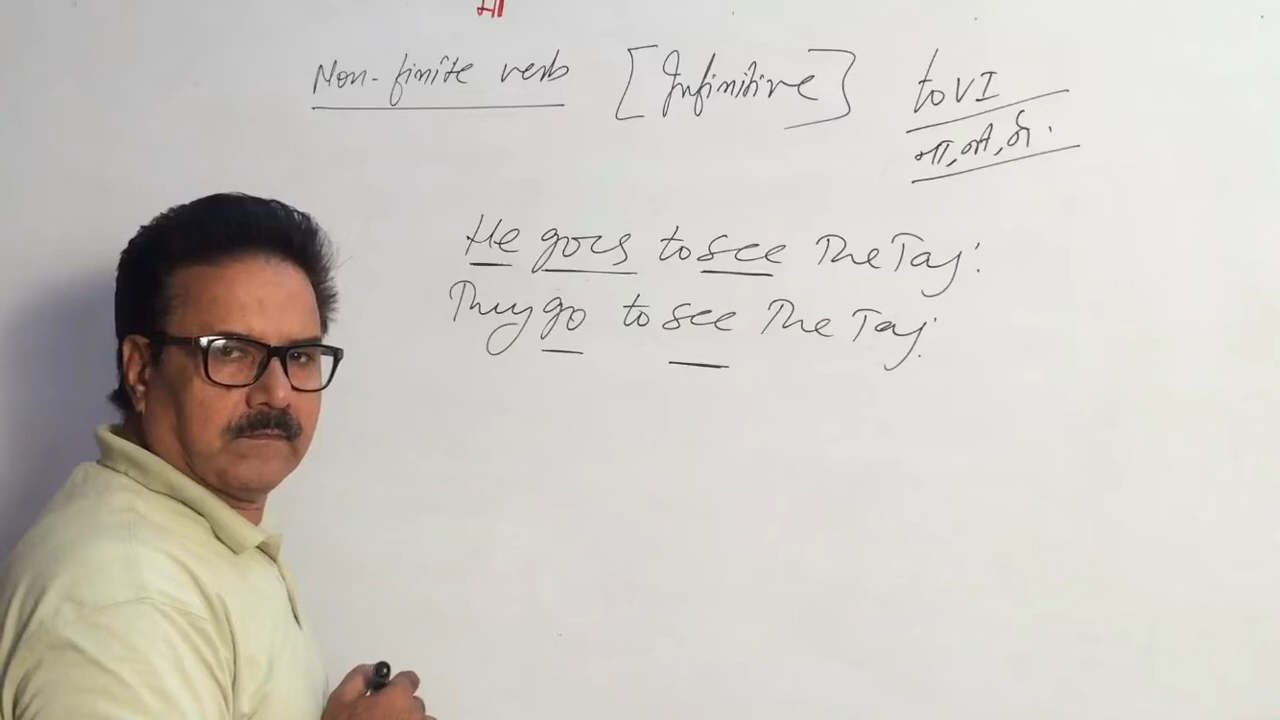 मा
Non-finite verb [Infinitive] to VI
ना, नी, ने.
He goes to see The Taj.
They go to see The Taj.